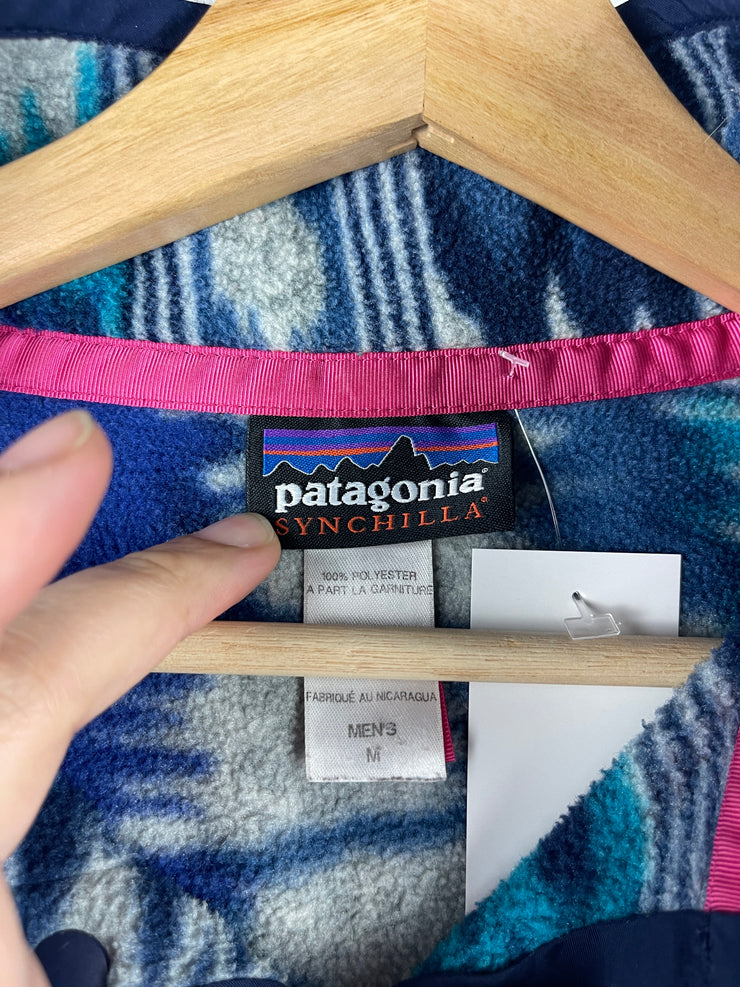 patagonia®
SYNCHILLA®
100% POLYESTER
A PART LA GARNITURE
FABRIQUÉ AU NICARAGUA
MEN'S
M